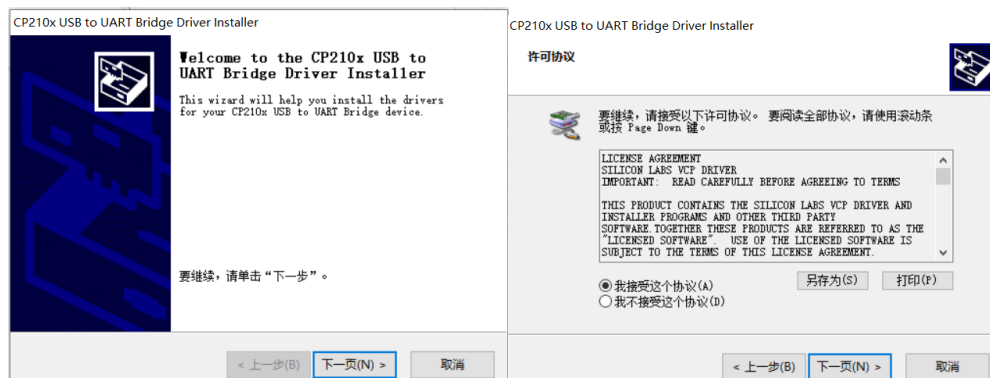 CP210x USB to UART Bridge Driver Installer
Welcome to the CP210x USB to
UART Bridge Driver Installer
This wizard will help you install the drivers
for your CP210x USB to UART Bridge device.
要继续，请单击“下一步”。
< 上一步(B)
下一页(N) >
取消
CP210x USB to UART Bridge Driver Installer
许可协议
要继续，请接受以下许可协议。 要阅读全部协议，请使用滚动条
或按 Page Down 键。
LICENSE AGREEMENT
SILICON LABS VCP DRIVER
IMPORTANT:  READ CAREFULLY BEFORE AGREEING TO TERMS
THIS PRODUCT CONTAINS THE SILICON LABS VCP DRIVER AND
INSTALLER PROGRAMS AND OTHER THIRD PARTY
SOFTWARE.TOGETHER THESE PRODUCTS ARE REFERRED TO AS THE
"LICENSED SOFTWARE".  USE OF THE LICENSED SOFTWARE IS
SUBJECT TO THE TERMS OF THIS LICENSE AGREEMENT.
我接受这个协议(A)
我不接受这个协议(D)
另存为(S)
打印(P)
< 上一步(B)
下一页(N) >
取消